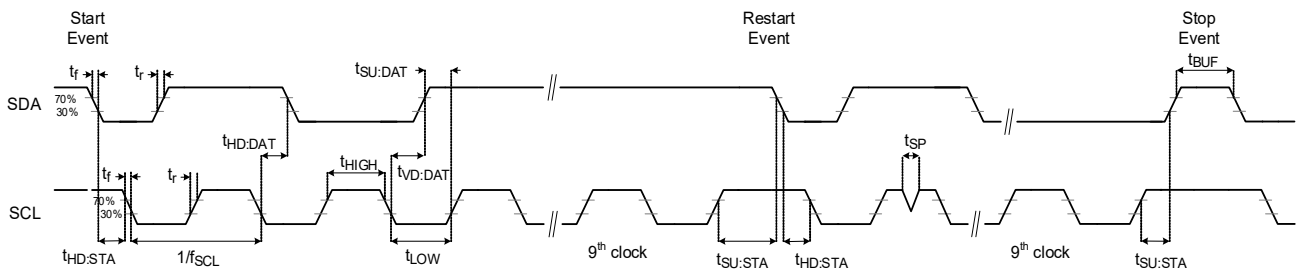 Start
Event
Restart
Event
Stop
Event
tf
tr
tSU:DAT
tBUF
SDA
70%
30%
tHD:DAT
tHIGH
tVD:DAT
tSP
tf
tr
SCL
70%
30%
tHD:STA
1/fSCL
tLOW
9th clock
tSU:STA
tHD:STA
9th clock
tSU:STA